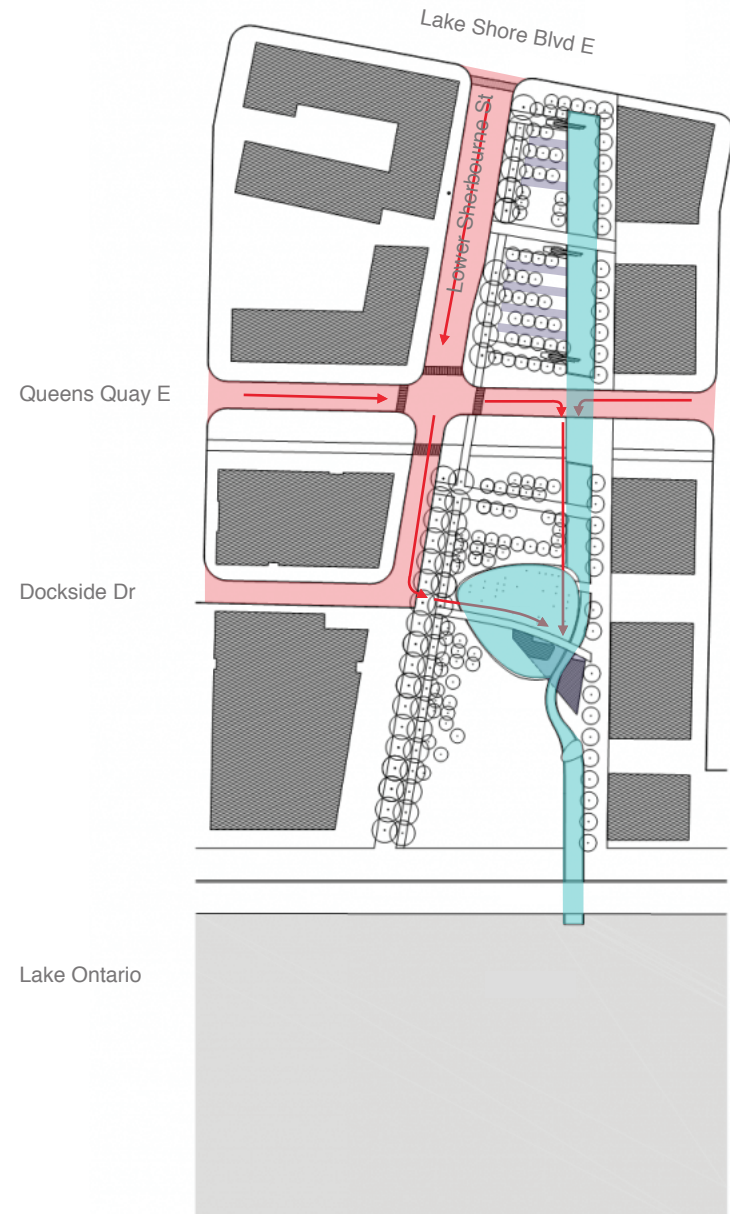 Lake Shore Blvd E
Lower Sherbourne St
Queens Quay E
Dockside Dr
Lake Ontario